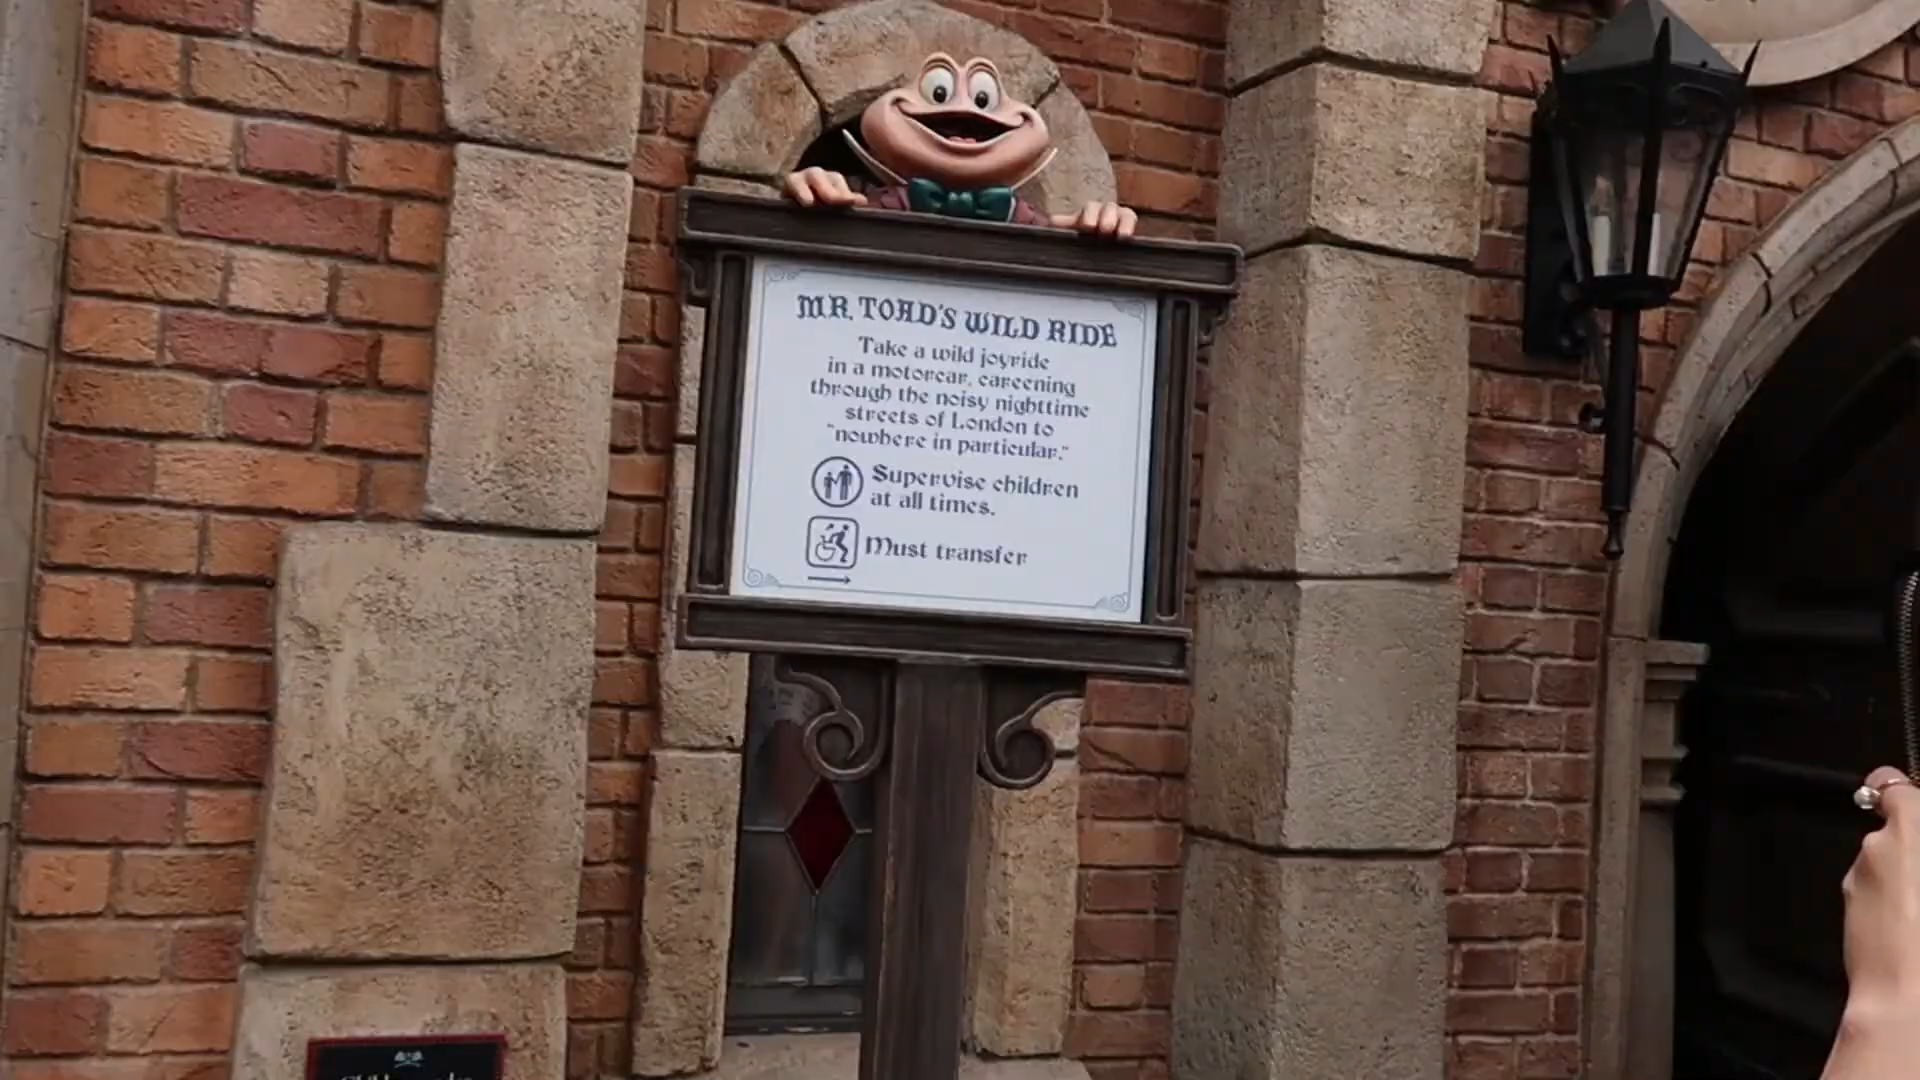 MR. TOAD'S WILD RIDE
Take a wild joyride
in a motorcar, careening
through the noisy nighttime
streets of London to
"nowhere in particular."
Supervise children
at all times.
Must transfer